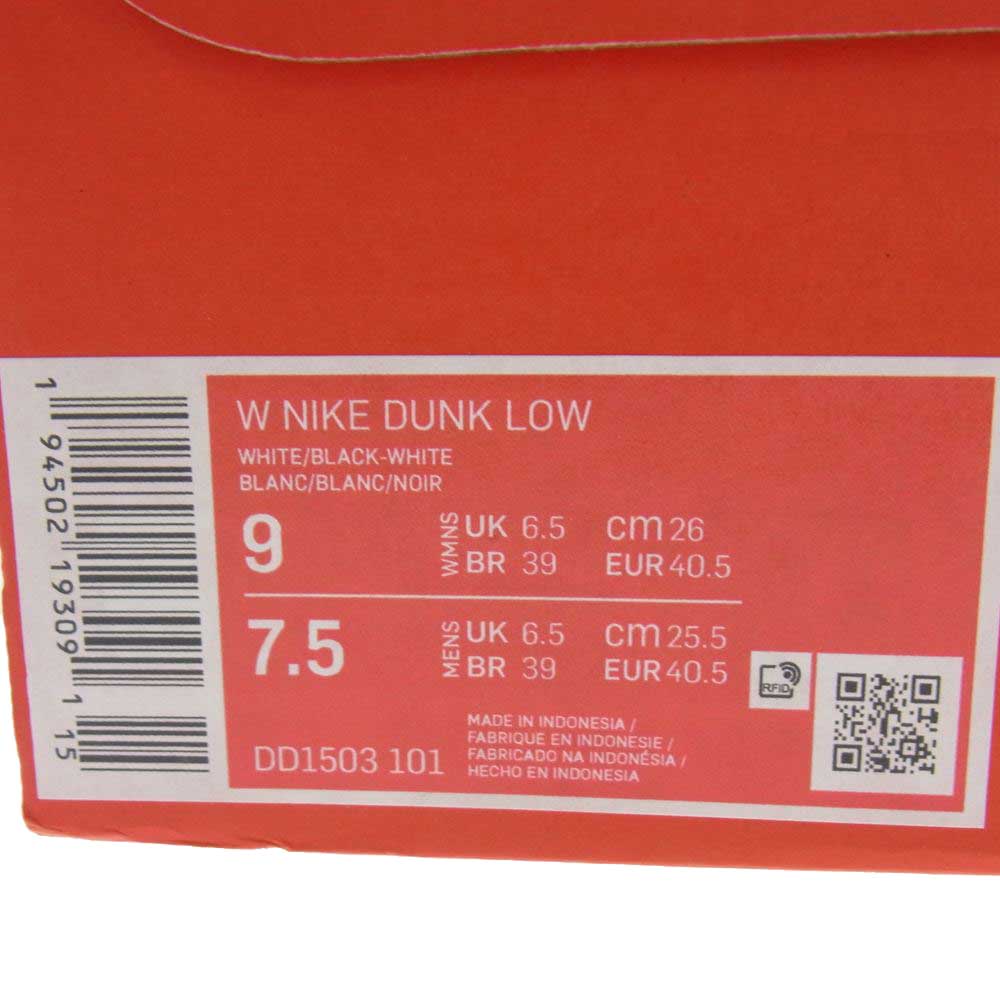 W NIKE DUNK LOW
WHITE/BLACK-WHITE
BLANC/BLANC/NOIR
9 WMNS UK 6.5 cm 26
BR 39 EUR 40.5
7.5 MENS UK 6.5 cm 25.5
BR 39 EUR 40.5
RFID
DD1503 101
MADE IN INDONESIA /
FABRIQUE EN INDONESIE /
FABRICADO NA INDONÉSIA /
HECHO EN INDONESIA
1 94502 19309 1 15